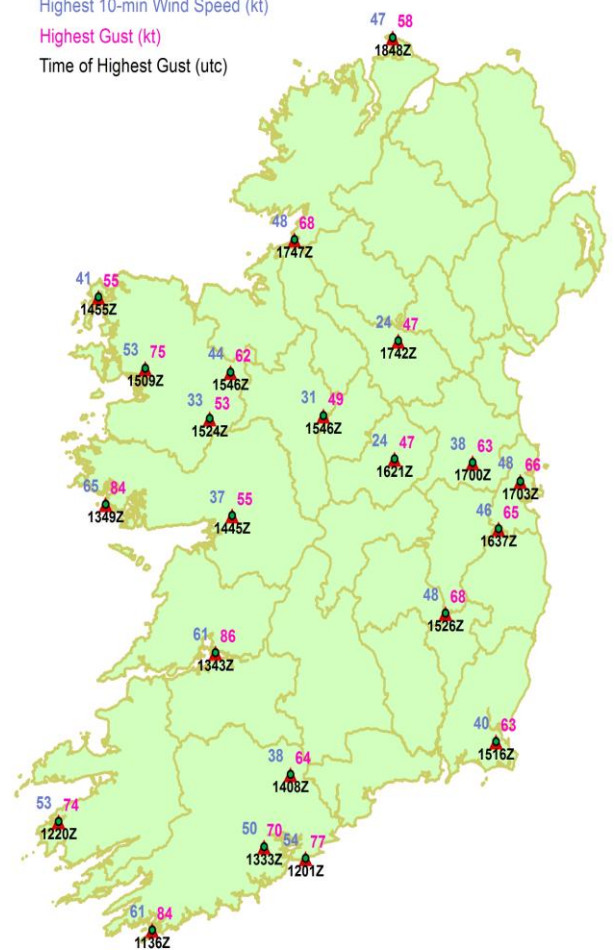 Highest 10-min Wind Speed (kt)
Highest Gust (kt)
Time of Highest Gust (utc)
47 58
1848Z
48 68
1747Z
41 55
1455Z
24 47
1742Z
53 75
1509Z
44 62
1546Z
33 53
1524Z
31 49
1546Z
24 47
1621Z
38 63
1700Z
48 66
1703Z
65 84
1349Z
37 55
1445Z
46 65
1637Z
48 68
1526Z
61 86
1343Z
40 63
1516Z
38 64
1408Z
53 74
1220Z
50 70
1333Z
54 77
1201Z
61 84
1136Z